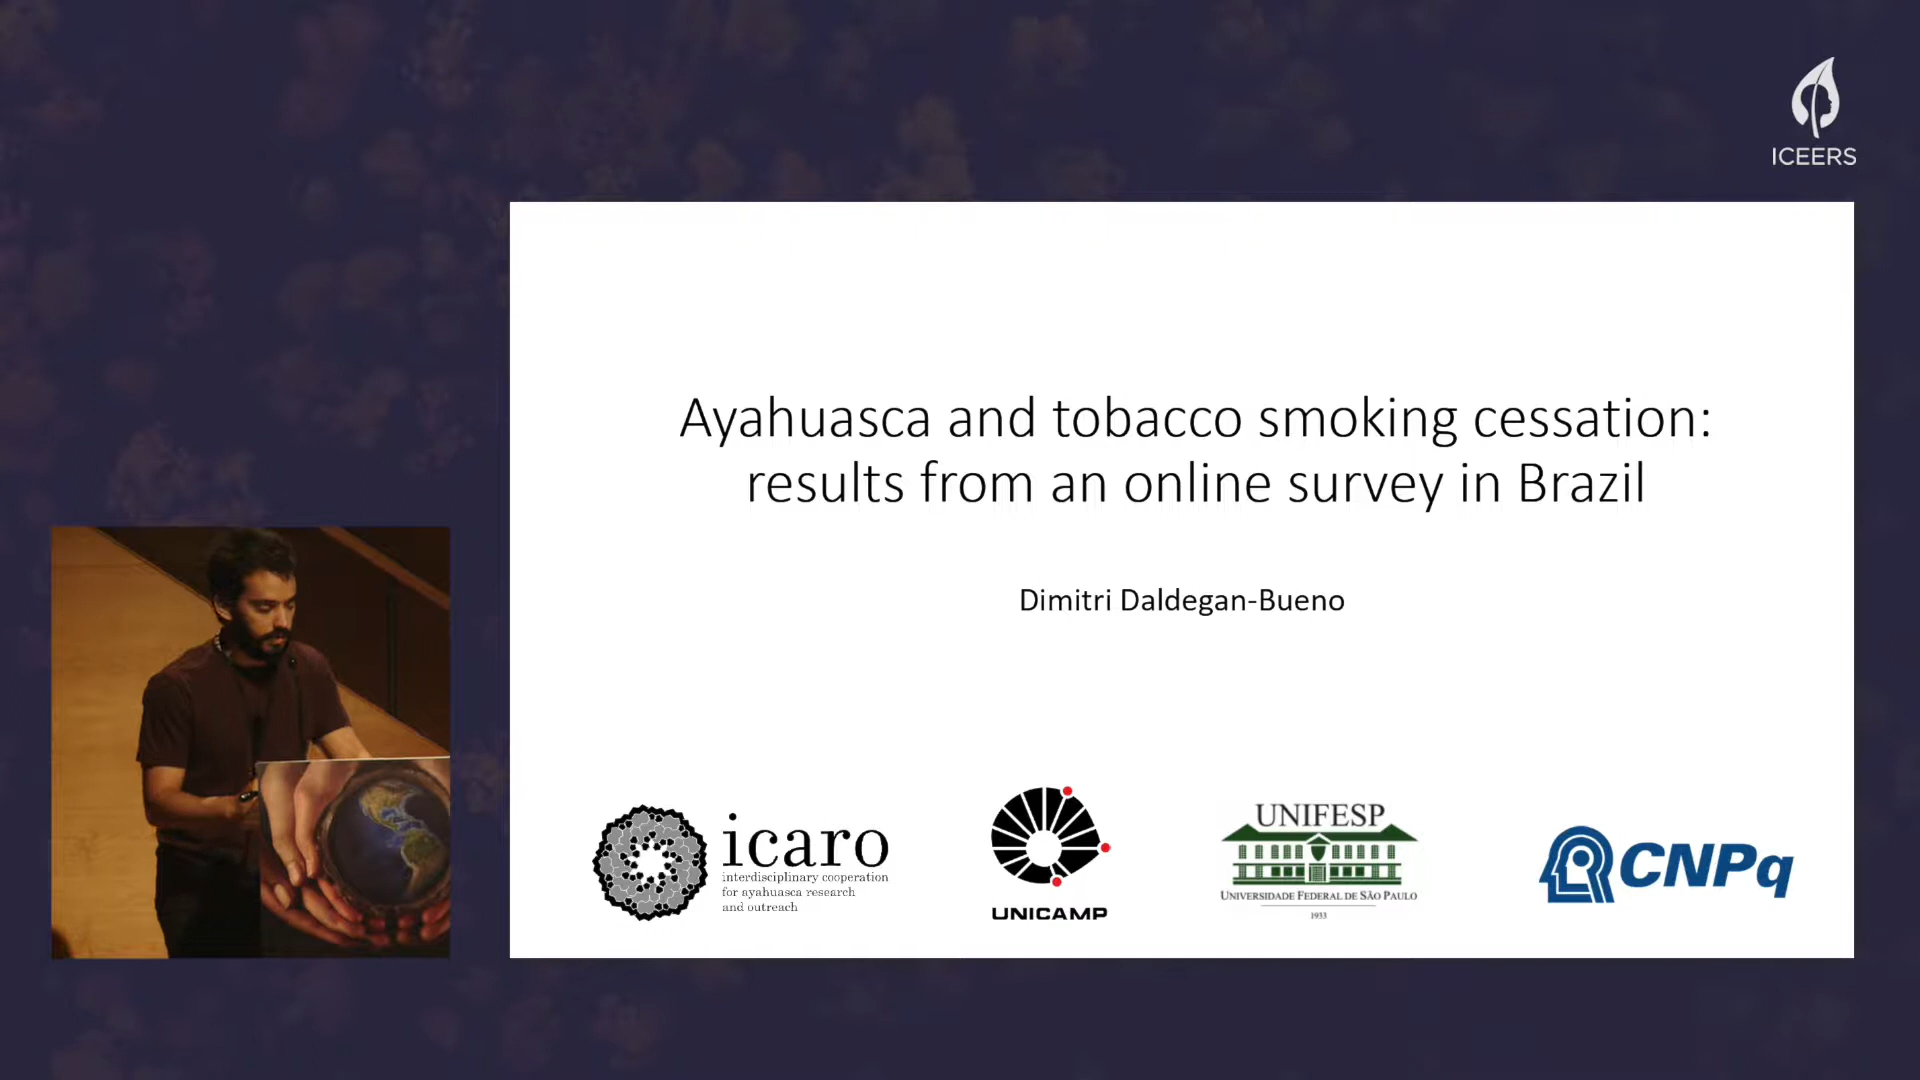 ICEERS
Ayahuasca and tobacco smoking cessation:
results from an online survey in Brazil
Dimitri Daldegan-Bueno
icaro
interdisciplinary cooperation
for ayahuasca research
and outreach
UNICAMP
UNIFESP
UNIVERSIDADE FEDERAL DE SÃO PAULO
1933
CNPq